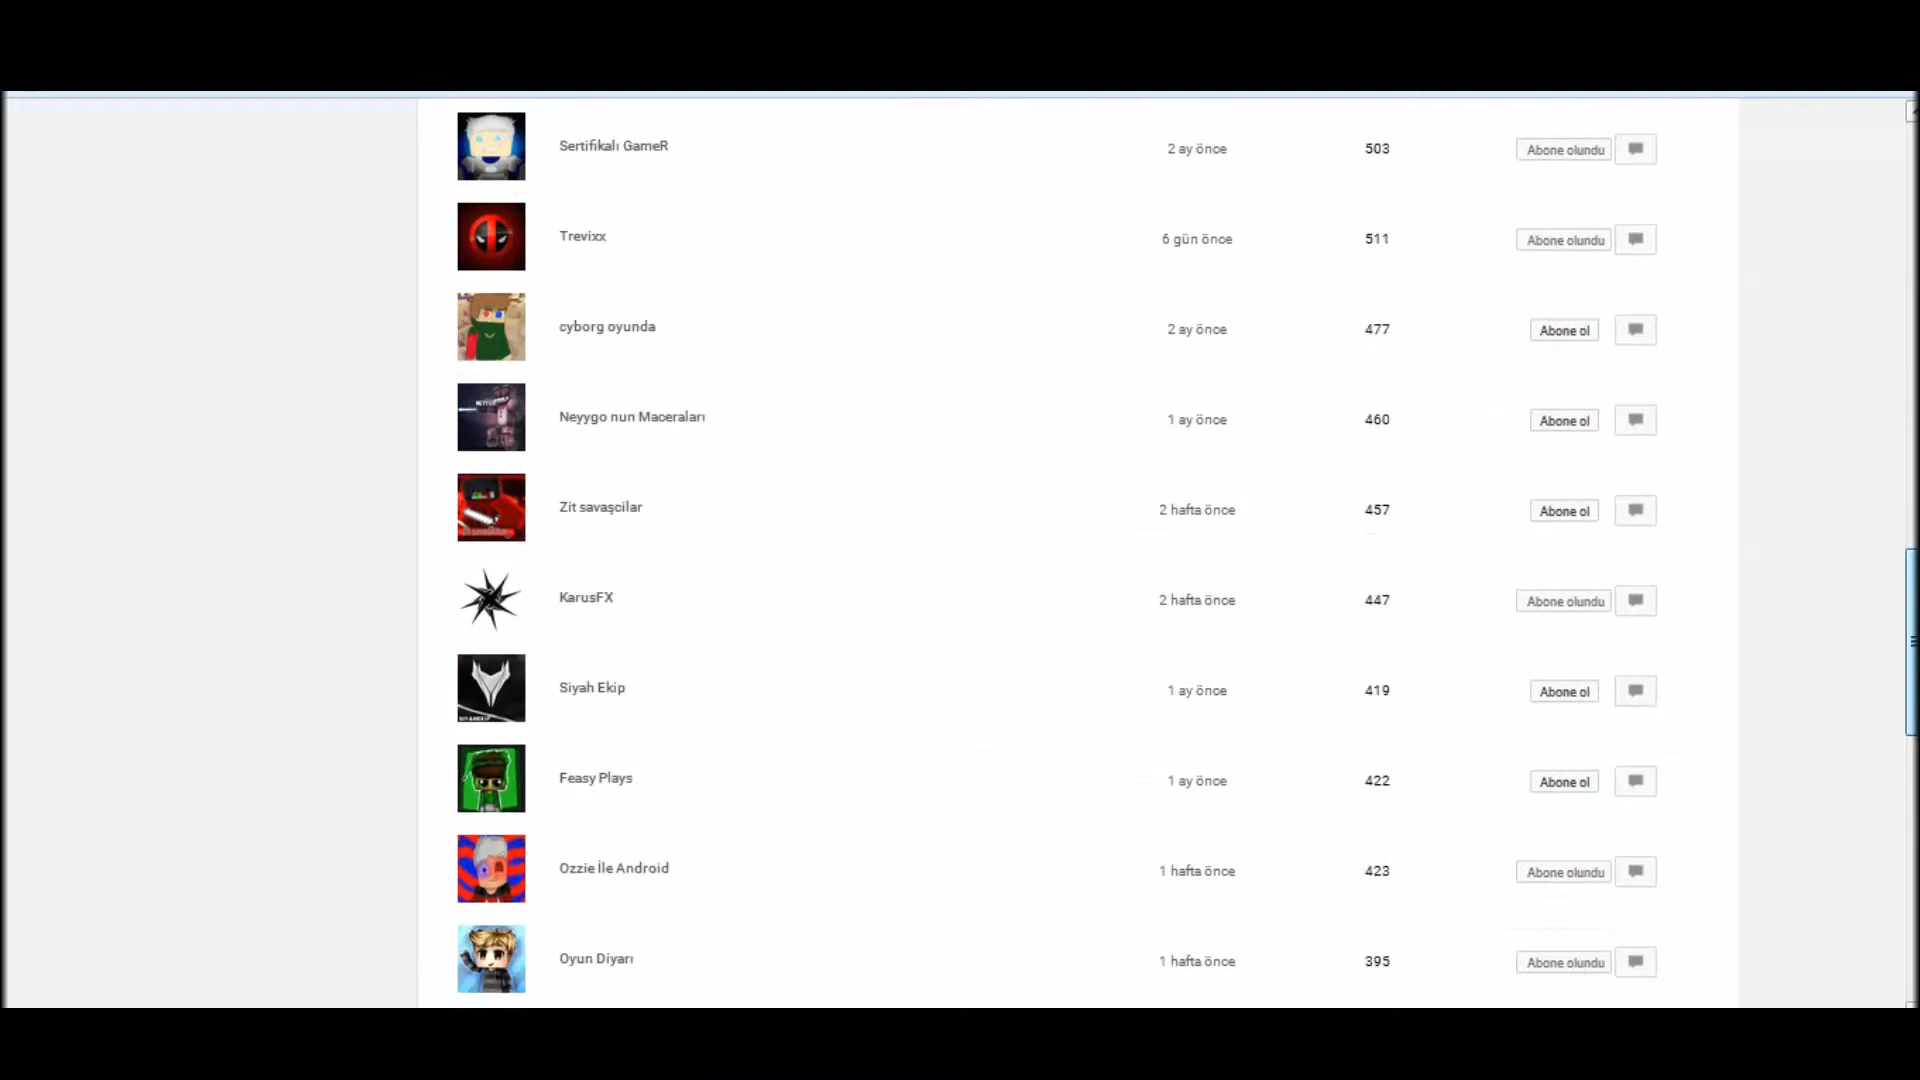 Sertifikalı GameR 2 ay önce 503 Abone olundu
Trevixx 6 gün önce 511 Abone olundu
cyborg oyunda 2 ay önce 477 Abone ol
Neyygo nun Maceraları 1 ay önce 460 Abone ol
Zit savaşcilar 2 hafta önce 457 Abone ol
KarusFX 2 hafta önce 447 Abone olundu
Siyah Ekip 1 ay önce 419 Abone ol
Feasy Plays 1 ay önce 422 Abone ol
Ozzie İle Android 1 hafta önce 423 Abone olundu
Oyun Diyarı 1 hafta önce 395 Abone olundu